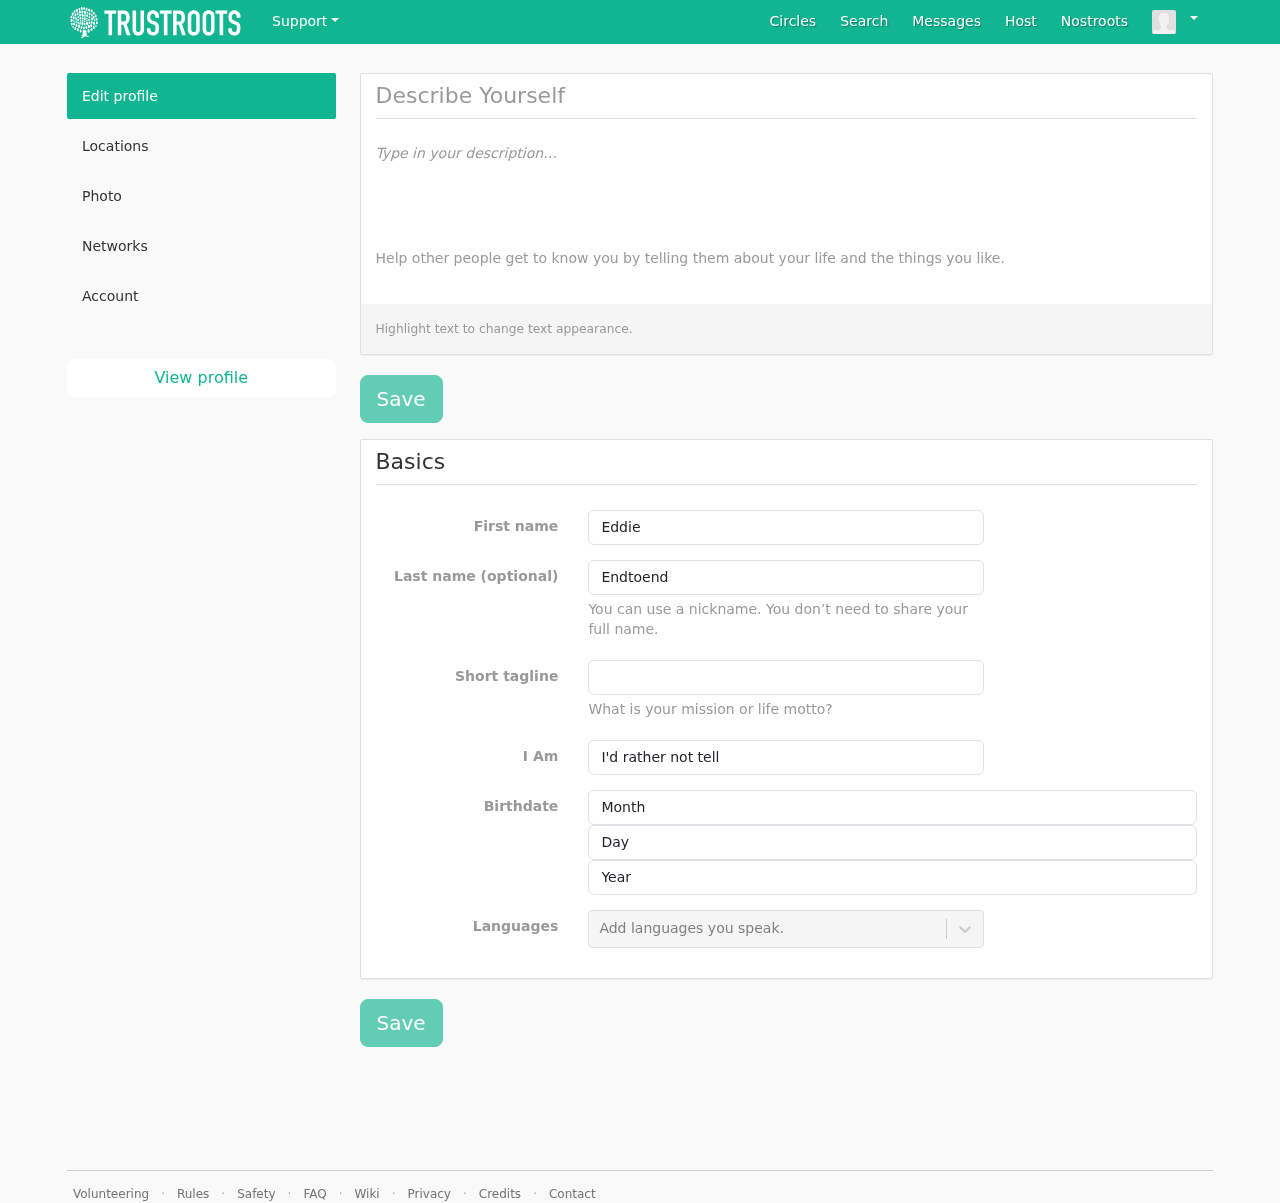 TRUSTROOTS
Support
Circles
Search
Messages
Host
Nostroots
Edit profile
Locations
Photo
Networks
Account
View profile
Describe Yourself
Type in your description...
Help other people get to know you by telling them about your life and the things you like.
Highlight text to change text appearance.
Save
Basics
First name
Eddie
Last name (optional)
Endtoend
You can use a nickname. You don’t need to share your
full name.
Short tagline
What is your mission or life motto?
I Am
I'd rather not tell
Birthdate
Month
Day
Year
Languages
Add languages you speak.
Save
Volunteering · Rules · Safety · FAQ · Wiki · Privacy · Credits · Contact